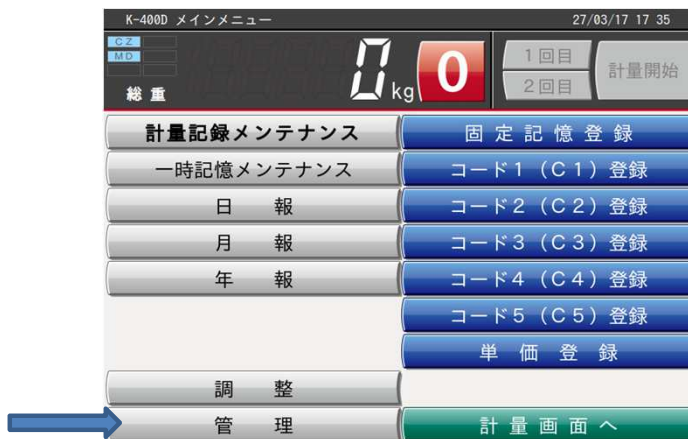 K-400D メインメニュー 27/03/17 17 35
CZ
MD
総重 0 kg 0 1回目 2回目 計量開始
計量記録メンテナンス 固定記憶登録
一時記憶メンテナンス コード1（C1）登録
日報 コード2（C2）登録
月報 コード3（C3）登録
年報 コード4（C4）登録
コード5（C5）登録
単価登録
調整
管理 計量画面へ